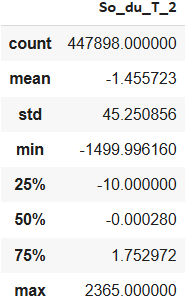 So_du_T_2
count 447898.000000
mean -1.455723
std 45.250856
min -1499.996160
25% -10.000000
50% -0.000280
75% 1.752972
max 2365.000000